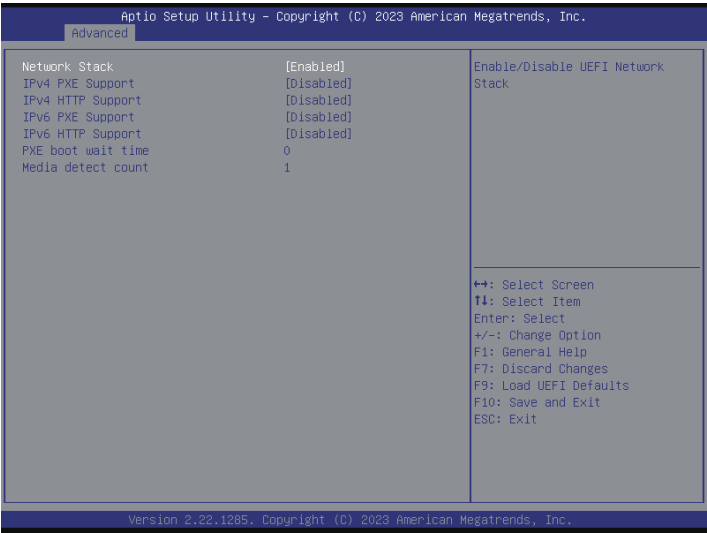 Aptio Setup Utility – Copyright (C) 2023 American Megatrends, Inc.
Advanced
Network Stack [Enabled]
IPv4 PXE Support [Disabled]
IPv4 HTTP Support [Disabled]
IPv6 PXE Support [Disabled]
IPv6 HTTP Support [Disabled]
PXE boot wait time 0
Media detect count 1
Enable/Disable UEFI Network
Stack
↔: Select Screen
↑↓: Select Item
Enter: Select
+/-: Change Option
F1: General Help
F7: Discard Changes
F9: Load UEFI Defaults
F10: Save and Exit
ESC: Exit
Version 2.22.1285. Copyright (C) 2023 American Megatrends, Inc.